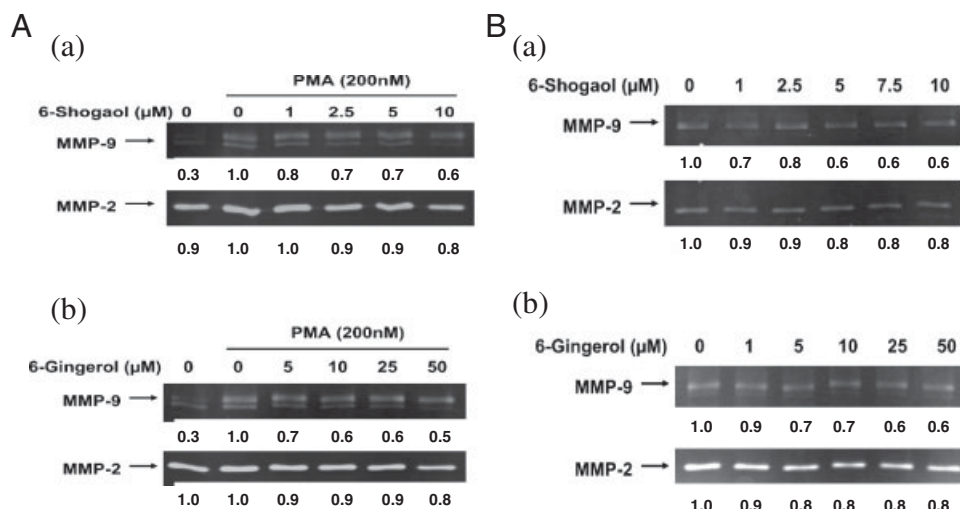 A
(a)
PMA (200nM)
6-Shogaol (μM) 0 0 1 2.5 5 10
MMP-9
0.3 1.0 0.8 0.7 0.7 0.6
MMP-2
0.9 1.0 1.0 0.9 0.9 0.8
(b)
PMA (200nM)
6-Gingerol (μM) 0 0 5 10 25 50
MMP-9
0.3 1.0 0.7 0.6 0.6 0.5
MMP-2
1.0 1.0 0.9 0.9 0.9 0.8
B
(a)
6-Shogaol (μM) 0 1 2.5 5 7.5 10
MMP-9
1.0 0.7 0.8 0.6 0.6 0.6
MMP-2
1.0 0.9 0.9 0.8 0.8 0.8
(b)
6-Gingerol (μM) 0 1 5 10 25 50
MMP-9
1.0 0.9 0.7 0.7 0.6 0.6
MMP-2
1.0 0.9 0.8 0.8 0.8 0.8